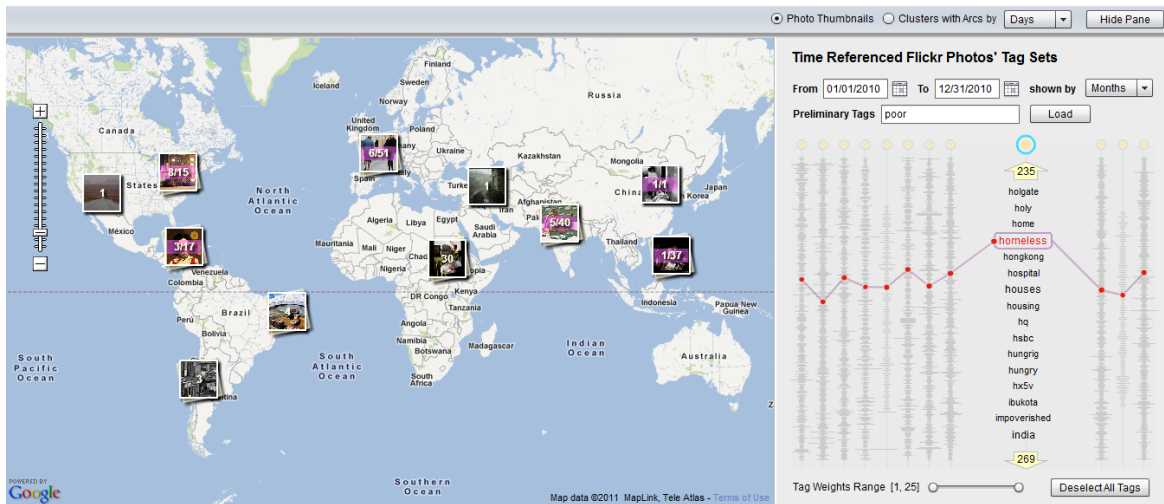 Photo Thumbnails Clusters with Arcs by Days Hide Pane
Time Referenced Flickr Photos' Tag Sets
From 01/01/2010 To 12/31/2010 shown by Months
Preliminary Tags poor Load
235
holgate
holy
home
homeless
hongkong
hospital
houses
housing
hq
hsbc
hungrig
hungry
hx5v
ibukota
impoverished
india
269
Tag Weights Range [1, 25] Deselect All Tags
Iceland
Finland
Sweden
Norway
Russia
Canada
United
Kingdom
Poland
Ukraine
Kazakhstan
Mongolia
6/51
Spain
8/15
1
States
North
Atlantic
Ocean
1
1/1
Japan
Korea
China
Iran
Afghanistan
5/40
México
3/17
Algeria
Libya
Egypt
Saudi
Arabia
Mauritania
Mali
Niger
Chad
30
Nigeria
Thailand
1/37
Venezuela
Colombia
DR Congo
Kenya
Tanzania
Indonesia
Papua New
Guinea
Perú
Brazil
Bolivia
Angola
Namibia
Botswana
Madagascar
South
Africa
3
South
Pacific
Ocean
South
Atlantic
Ocean
Indian
Ocean
Australia
Southern
Ocean
POWERED BY
Google
Map data ©2011 MapLink, Tele Atlas - Terms of Use